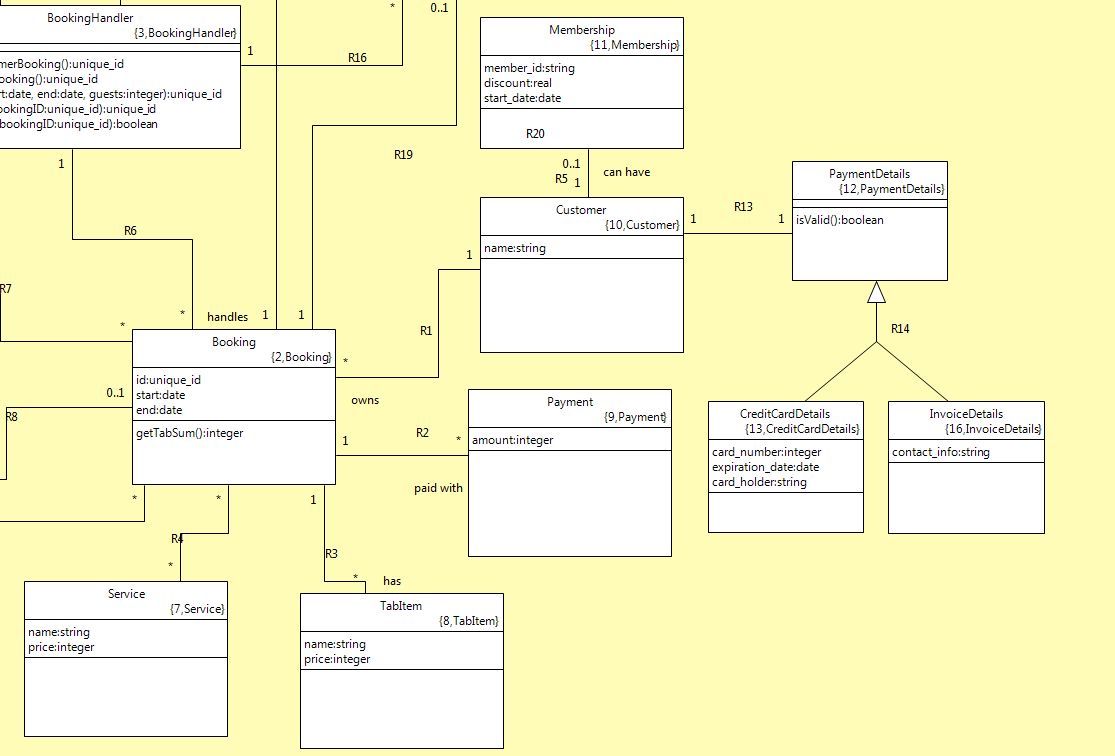 BookingHandler
{3,BookingHandler}
merBooking():unique_id
ooking():unique_id
rt:date, end:date, guests:integer):unique_id
ookingID:unique_id):unique_id
bookingID:unique_id):boolean
1
R16
*
0..1
1
R6
*
R19
handles
1
1
R7
*
Membership
{11,Membership}
member_id:string
discount:real
start_date:date
R20
0..1
R5
1
can have
Customer
{10,Customer}
name:string
1
R13
1
PaymentDetails
{12,PaymentDetails}
isValid():boolean
R14
1
R1
*
owns
Booking
{2,Booking}
id:unique_id
start:date
end:date
getTabSum():integer
0..1
R8
1
R2
*
paid with
Payment
{9,Payment}
amount:integer
CreditCardDetails
{13,CreditCardDetails}
card_number:integer
expiration_date:date
card_holder:string
InvoiceDetails
{16,InvoiceDetails}
contact_info:string
*
*
R4
*
1
R3
*
has
Service
{7,Service}
name:string
price:integer
TabItem
{8,TabItem}
name:string
price:integer